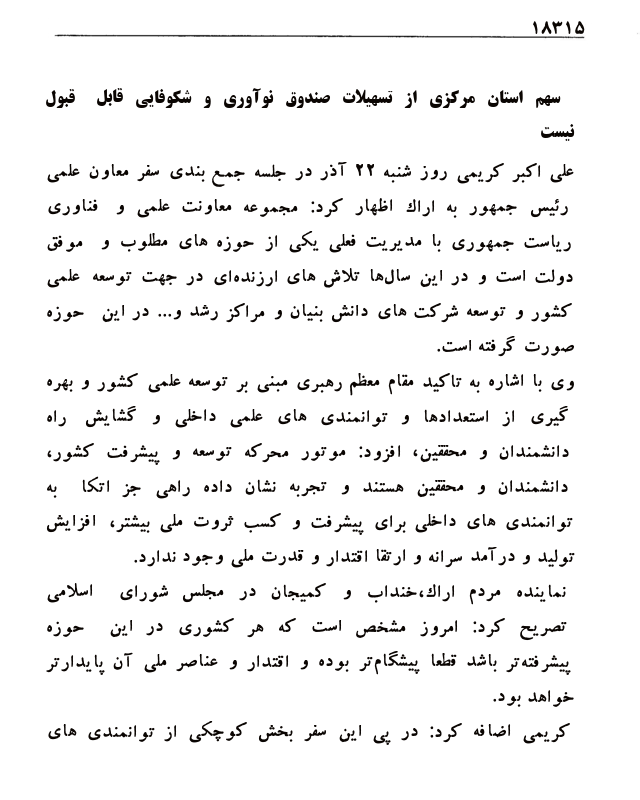 ۱۸۳۱۵
سهم استان مرکزی از تسهیلات صندوق نوآوری و شکوفایی قابل قبول
نیست
علی اکبر کریمی روز شنبه ۲۲ آذر در جلسه جمع بندی سفر معاون علمی
رئیس جمهور به اراك اظهار کرد: مجموعه معاونت علمی و فناوری
ریاست جمهوری با مدیریت فعلی یکی از حوزه های مطلوب و موفق
دولت است و در این سال‌ها تلاش های ارزنده‌ای در جهت توسعه علمی
کشور و توسعه شرکت های دانش بنیان و مراکز رشد و... در این حوزه
صورت گرفته است.
وی با اشاره به تاکید مقام معظم رهبری مبنی بر توسعه علمی کشور و بهره
گیری از استعدادها و توانمندی های علمی داخلی و گشایش راه
دانشمندان و محققین، افزود: موتور محرکه توسعه و پیشرفت کشور،
دانشمندان و محققین هستند و تجربه نشان داده راهی جز اتکا به
توانمندی های داخلی برای پیشرفت و کسب ثروت ملی بیشتر، افزایش
تولید و درآمد سرانه و ارتقا اقتدار و قدرت ملی وجود ندارد.
نماینده مردم اراك،خنداب و کمیجان در مجلس شورای اسلامی
تصریح کرد: امروز مشخص است که هر کشوری در این حوزه
پیشرفته‌تر باشد قطعا پیشگام‌تر بوده و اقتدار و عناصر ملی آن پایدارتر
خواهد بود.
کریمی اضافه کرد: در پی این سفر بخش کوچکی از توانمندی های